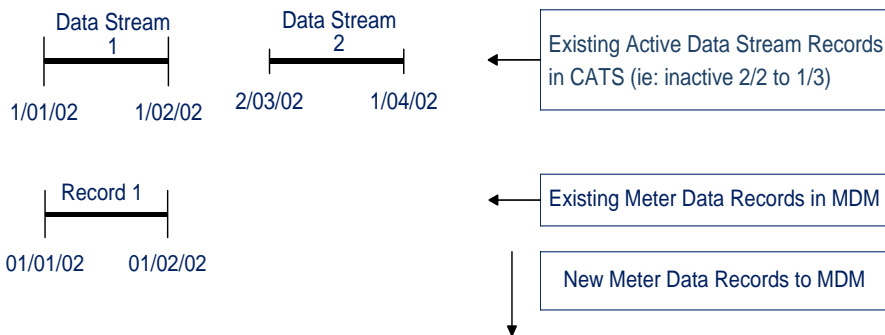 Data Stream
1
Data Stream
2
1/01/02
1/02/02
2/03/02
1/04/02
Existing Active Data Stream Records
in CATS (ie: inactive 2/2 to 1/3)
Record 1
01/01/02
01/02/02
Existing Meter Data Records in MDM
New Meter Data Records to MDM